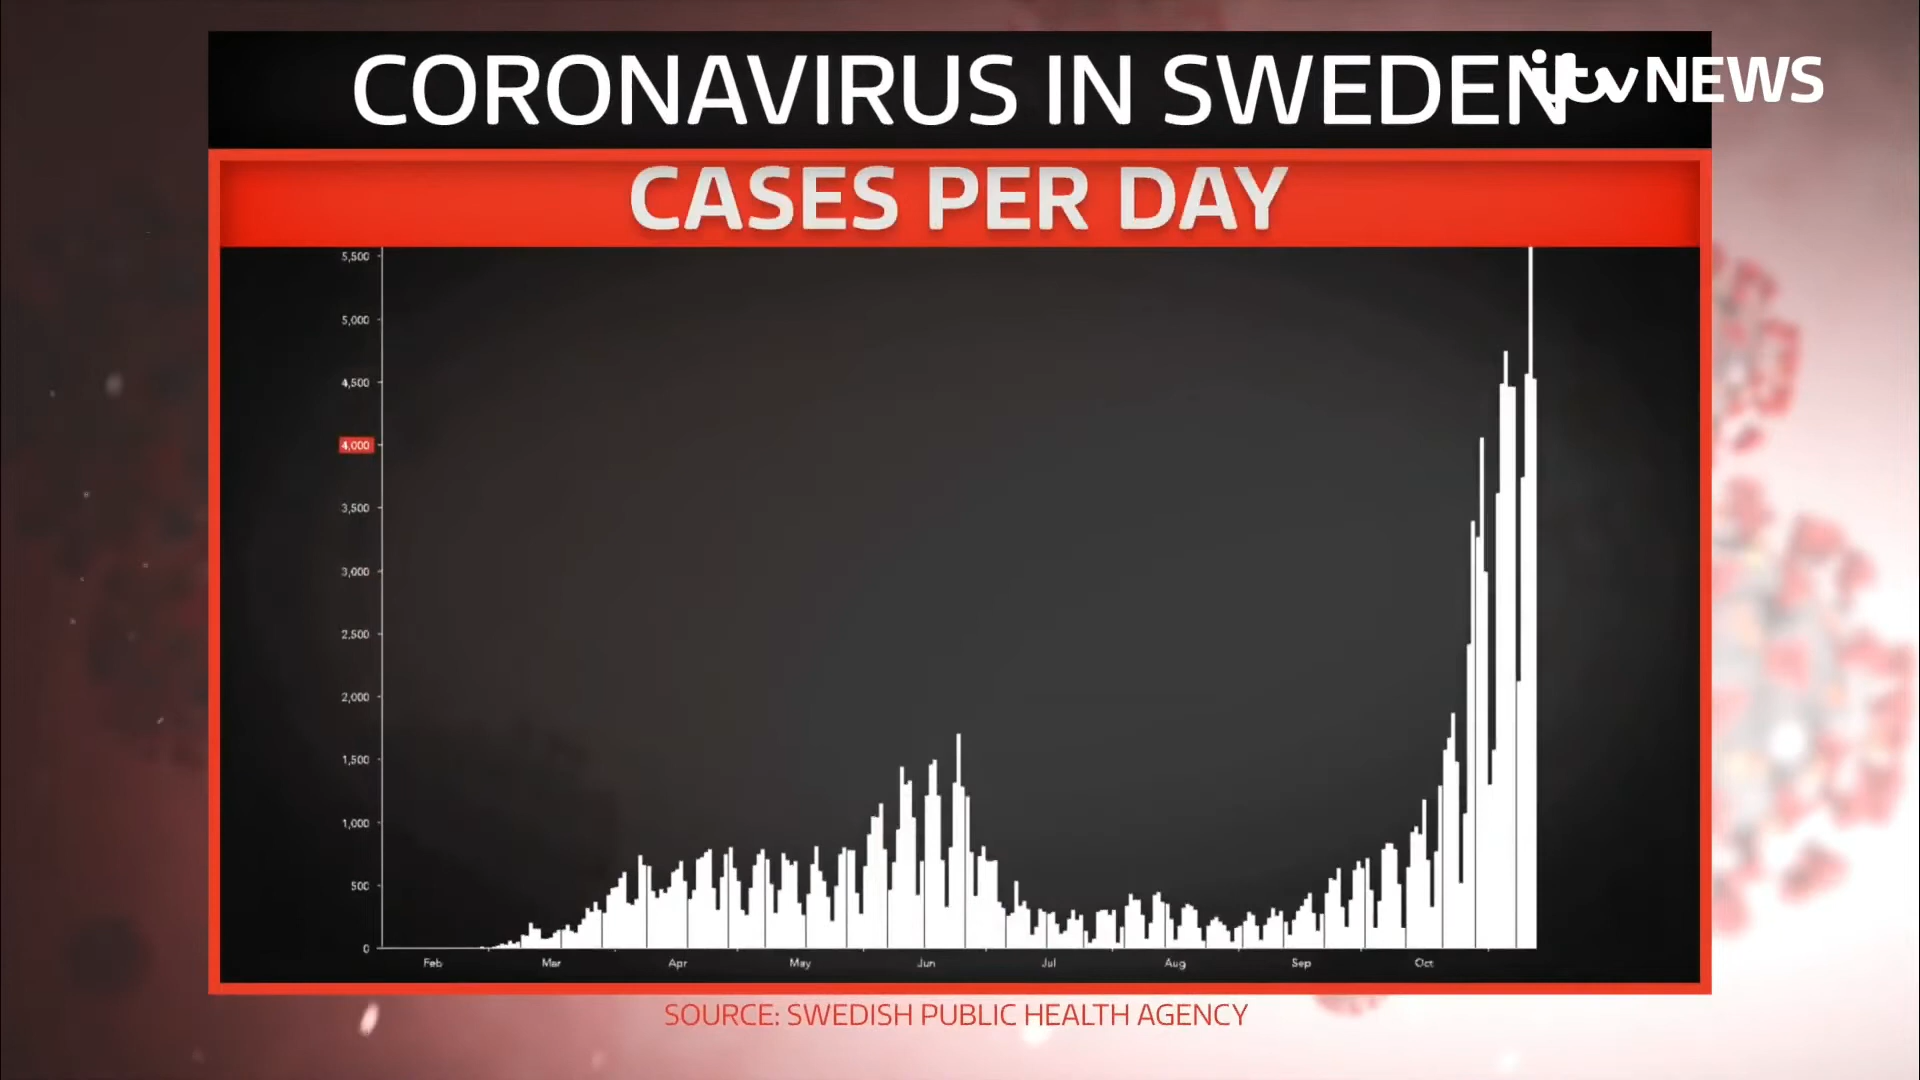 CORONAVIRUS IN SWEDEN
itv NEWS
CASES PER DAY
5,500
5,000
4,500
4,000
3,500
3,000
2,500
2,000
1,500
1,000
500
0
Feb Mar Apr May Jun Jul Aug Sep Oct
SOURCE: SWEDISH PUBLIC HEALTH AGENCY